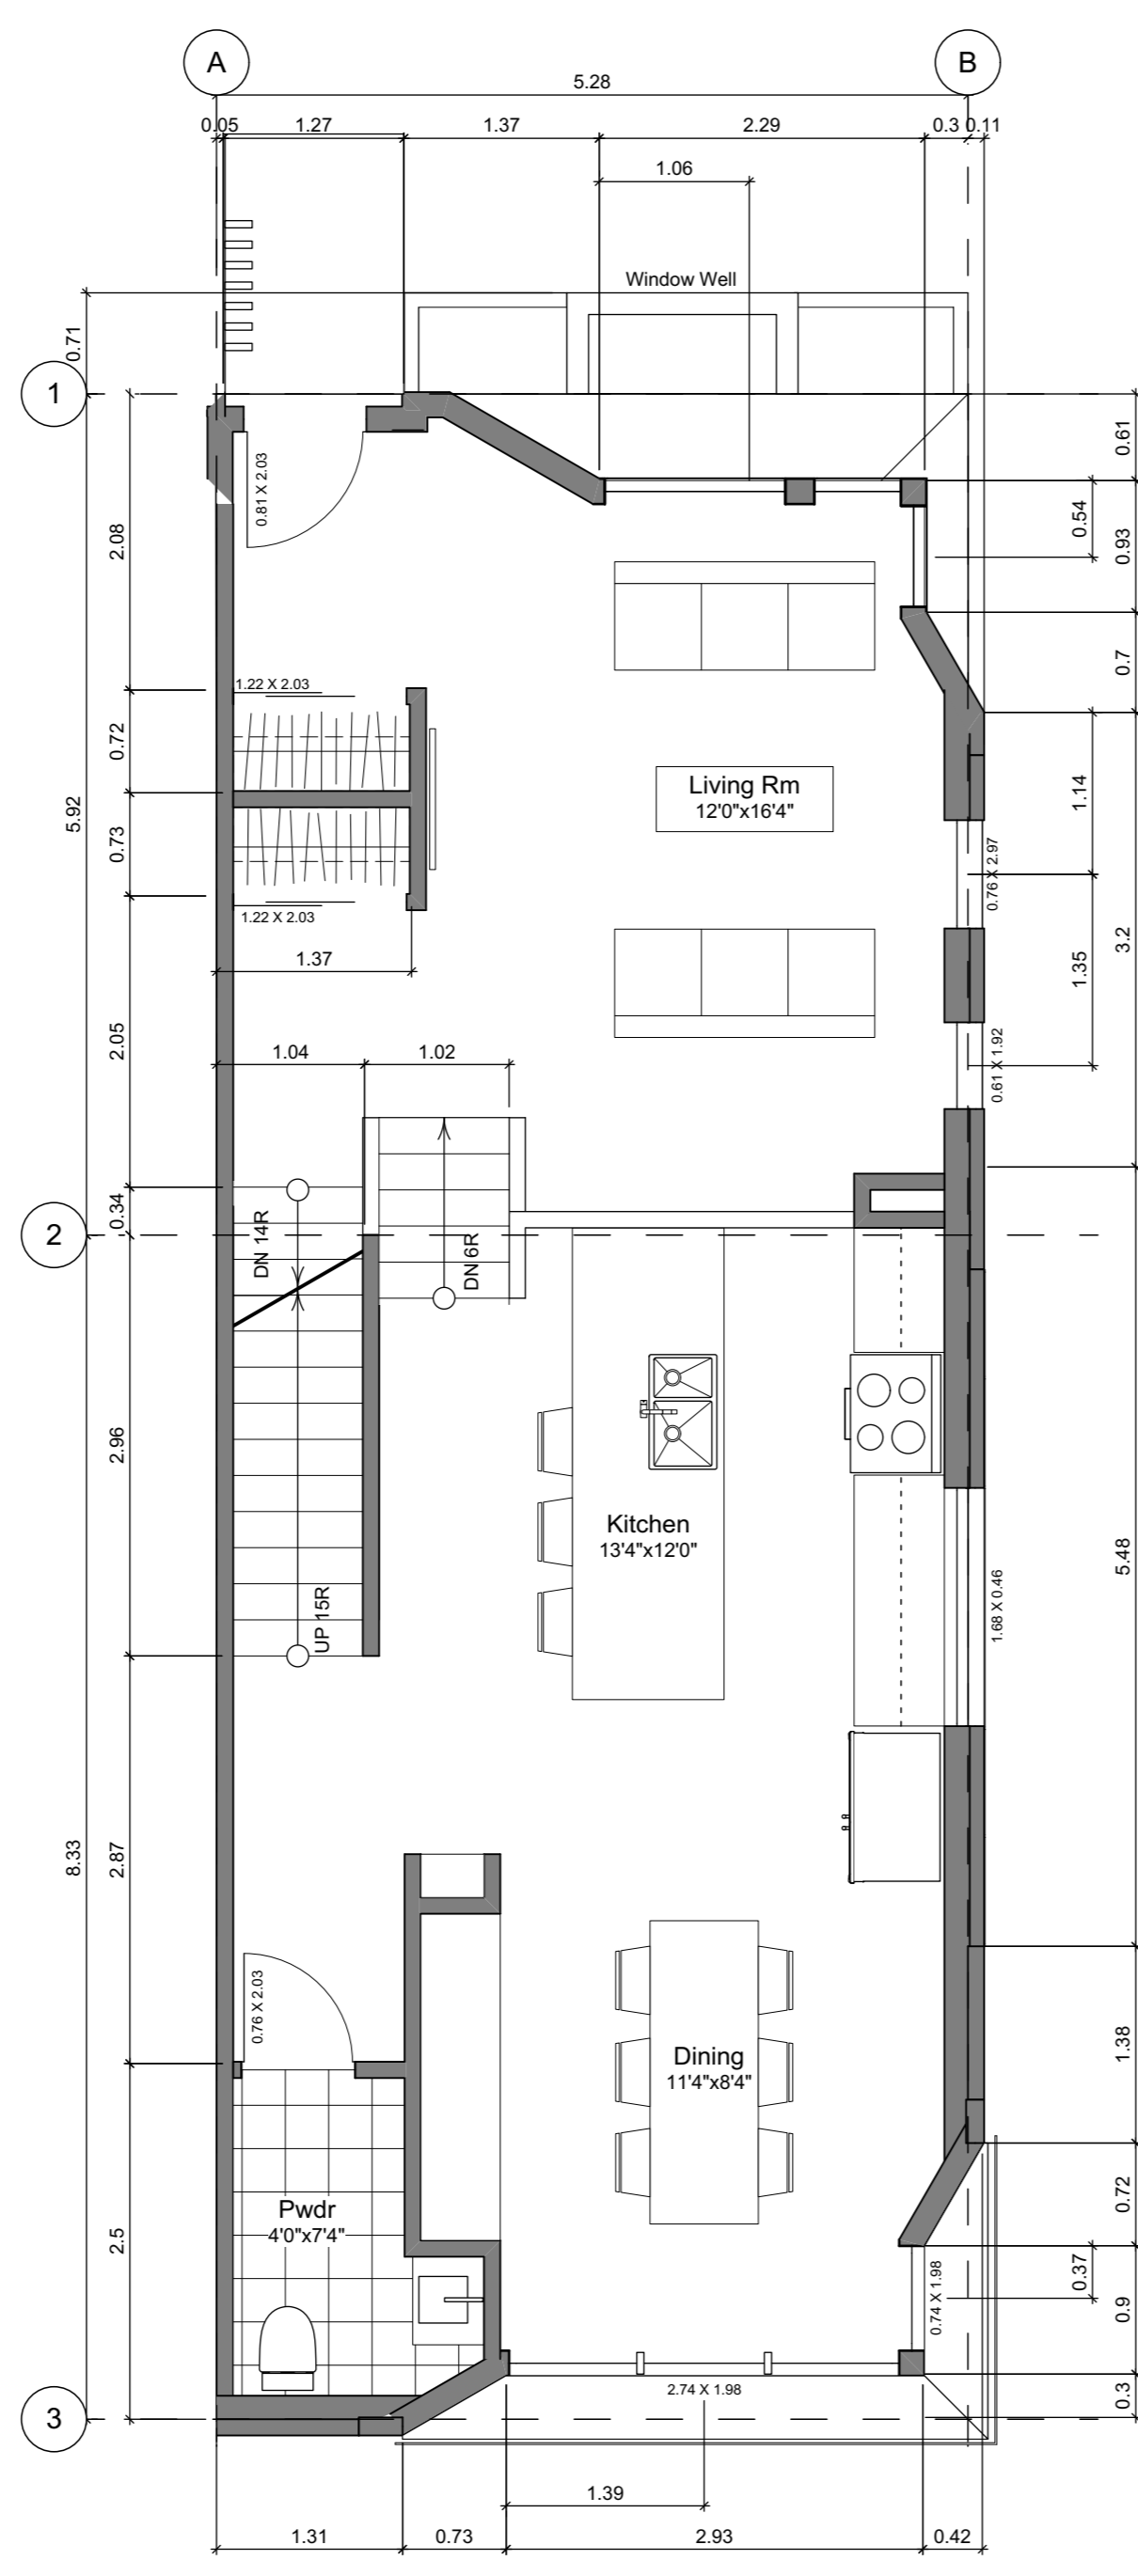 A
B
5.28
0.05
1.27
1.37
2.29
0.3
0.11
1.06
Window Well
0.71
1
0.61
0.81 X 2.03
0.54
0.93
2.08
0.7
1.22 X 2.03
0.72
Living Rm
12'0"x16'4"
1.14
5.92
0.73
0.76 X 2.97
1.22 X 2.03
3.2
1.37
1.35
2.05
1.04
1.02
0.61 X 1.92
0.34
2
DN 14R
DN 6R
2.96
Kitchen
13'4"x12'0"
5.48
UP 15R
1.68 X 0.46
8.33
2.87
0.76 X 2.03
Dining
11'4"x8'4"
1.38
Pwdr
4'0"x7'4"
2.5
0.72
0.37
0.74 X 1.98
0.9
2.74 X 1.98
0.3
3
1.39
1.31
0.73
2.93
0.42